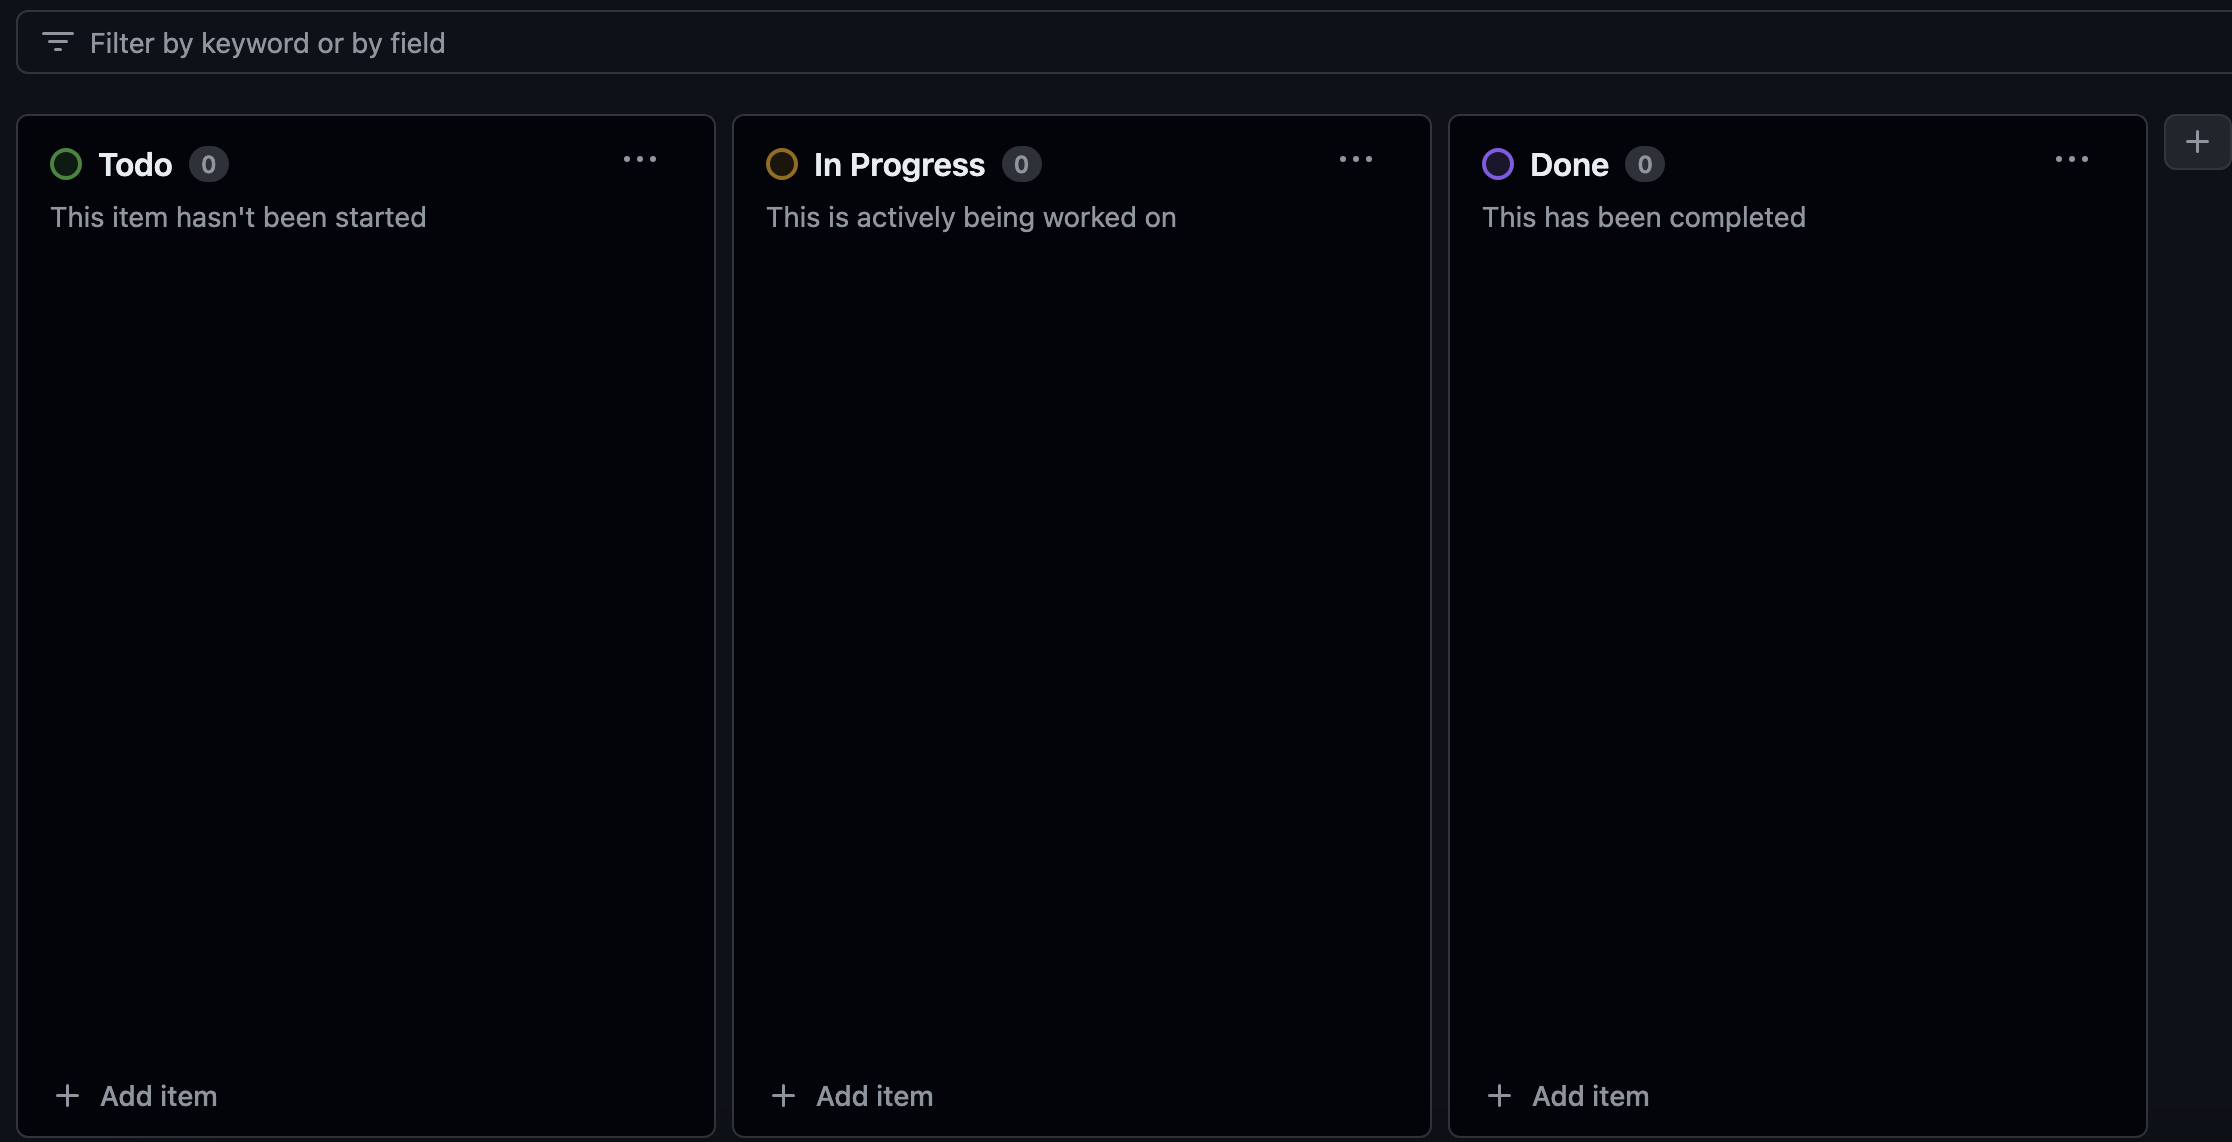 Filter by keyword or by field
Todo 0
This item hasn't been started
Add item
In Progress 0
This is actively being worked on
Add item
Done 0
This has been completed
Add item